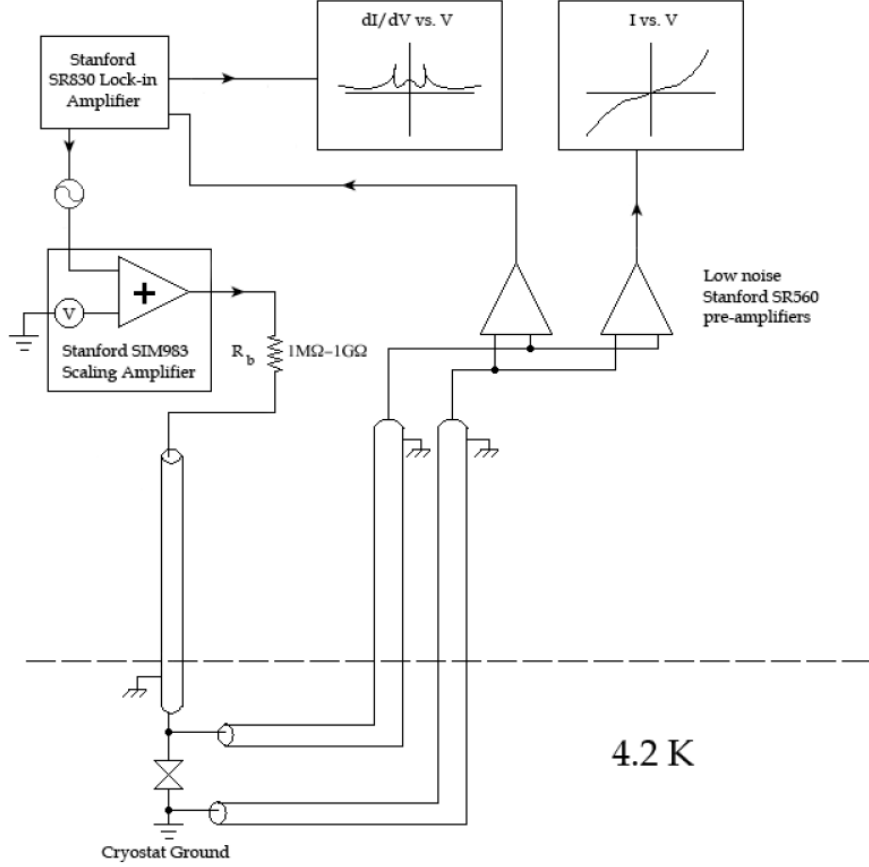 dI/dV vs. V
I vs. V
Stanford
SR830 Lock-in
Amplifier
V
+
Stanford SIM983
Scaling Amplifier
R_b
1MΩ-1GΩ
Low noise
Stanford SR560
pre-amplifiers
4.2 K
Cryostat Ground